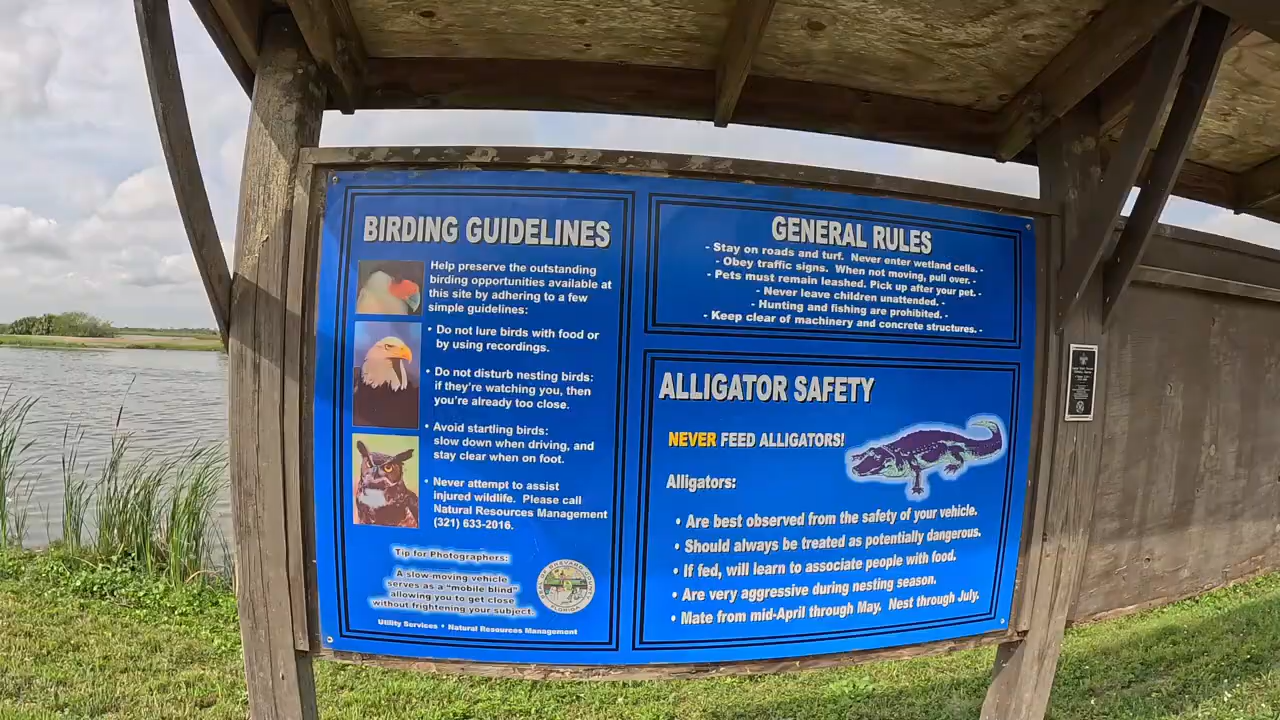 BIRDING GUIDELINES
Help preserve the outstanding
birding opportunities available at
this site by adhering to a few
simple guidelines:
• Do not lure birds with food or
by using recordings.
• Do not disturb nesting birds:
if they're watching you, then
you're already too close.
• Avoid startling birds:
slow down when driving, and
stay clear when on foot.
• Never attempt to assist
injured wildlife. Please call
Natural Resources Management
(321) 633-2016.
Tip for Photographers:
A slow-moving vehicle
serves as a "mobile blind"
allowing you to get close
without frightening your subject.
Utility Services • Natural Resources Management
GENERAL RULES
- Stay on roads and turf. Never enter wetland cells. -
- Obey traffic signs. When not moving, pull over. -
- Pets must remain leashed. Pick up after your pet. -
- Never leave children unattended. -
- Hunting and fishing are prohibited. -
- Keep clear of machinery and concrete structures. -
ALLIGATOR SAFETY
NEVER FEED ALLIGATORS!
Alligators:
• Are best observed from the safety of your vehicle.
• Should always be treated as potentially dangerous.
• If fed, will learn to associate people with food.
• Are very aggressive during nesting season.
• Mate from mid-April through May. Nest through July.